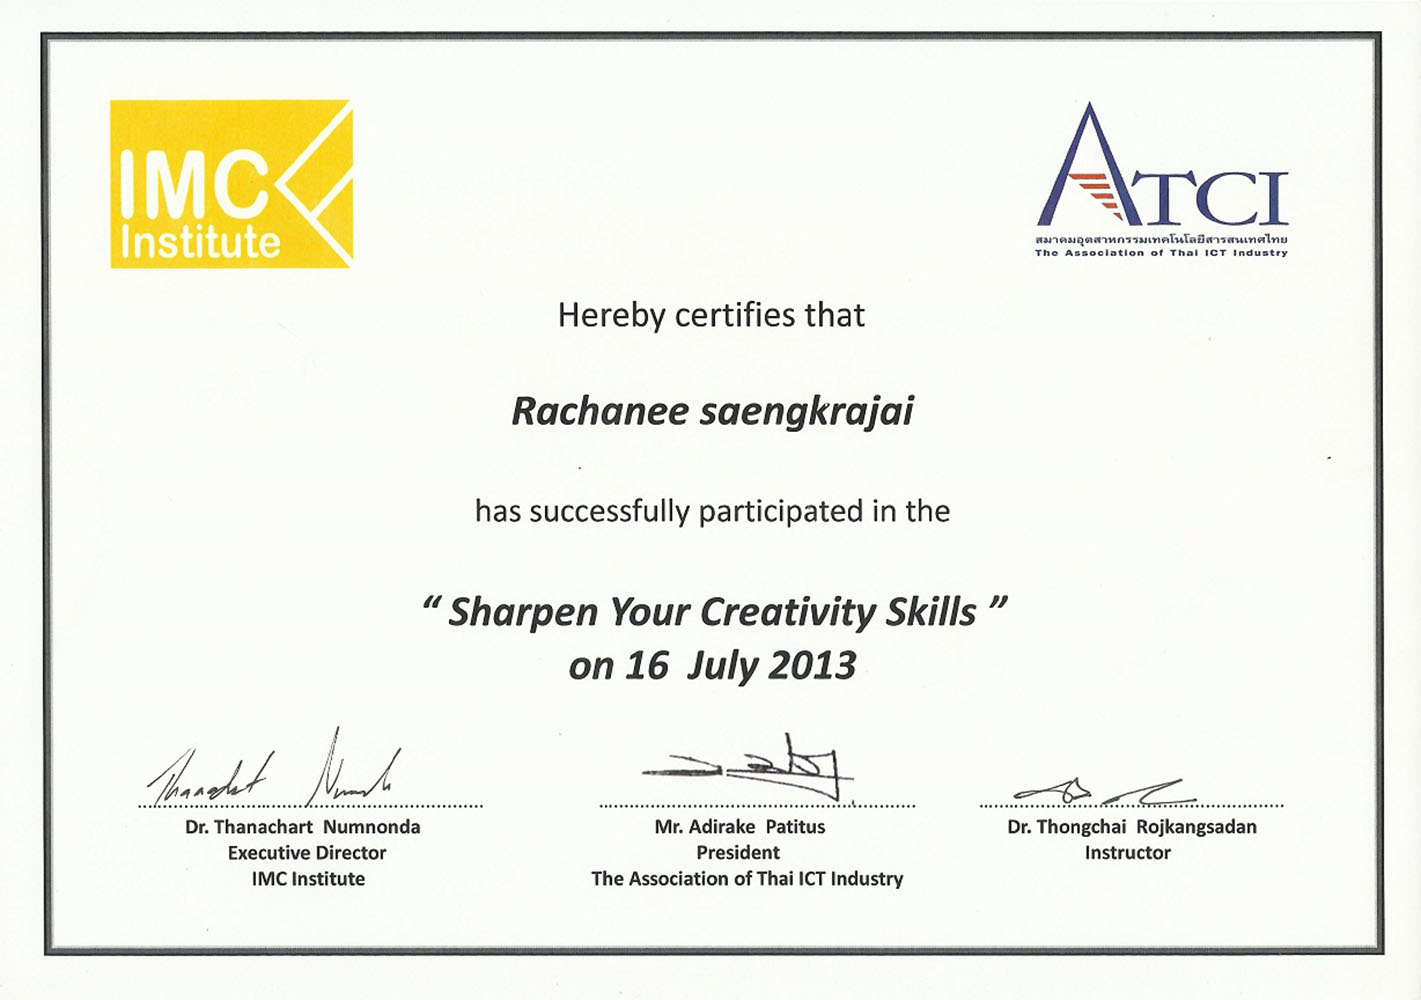 IMC
Institute
ATCI
สมาคมอุตสาหกรรมเทคโนโลยีสารสนเทศไทย
The Association of Thai ICT Industry
Hereby certifies that
Rachanee saengkrajai
has successfully participated in the
“ Sharpen Your Creativity Skills ”
on 16 July 2013
Thanachart Numnonda
Dr. Thanachart Numnonda
Executive Director
IMC Institute
Mr. Adirake Patitus
President
The Association of Thai ICT Industry
Dr. Thongchai Rojkangsadan
Instructor